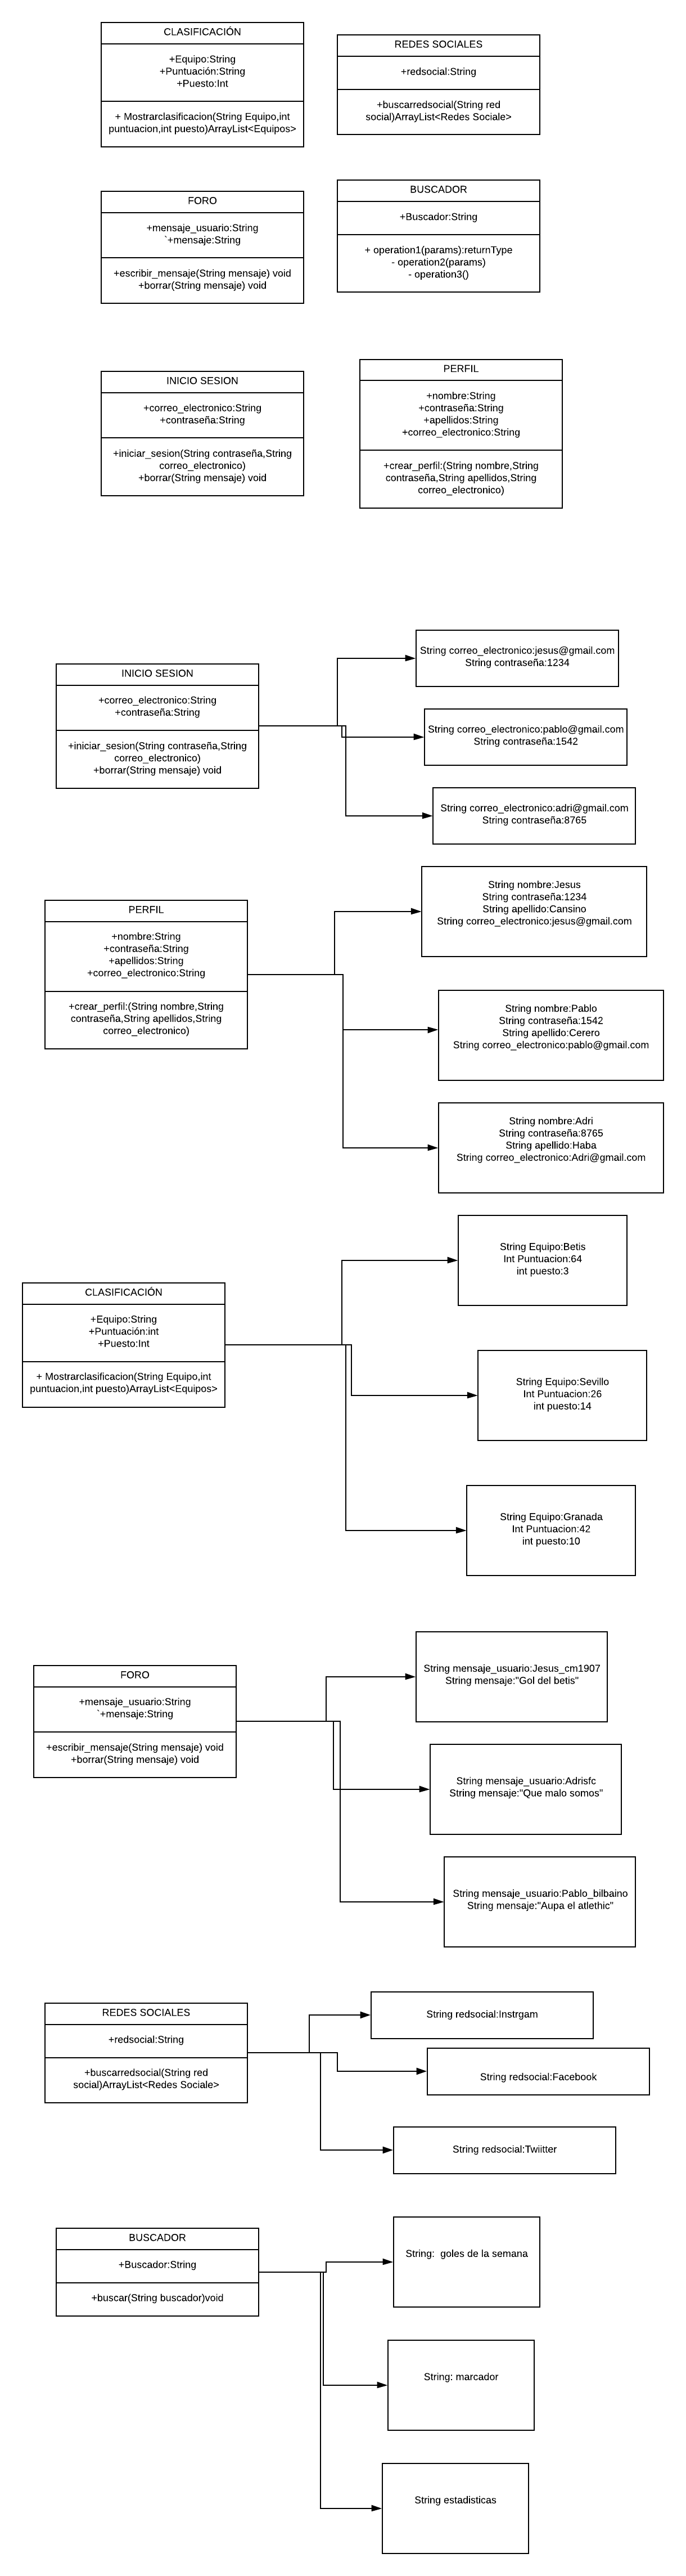 CLASIFICACIÓN
+Equipo:String
+Puntuación:String
+Puesto:Int
+ Mostrarclasificacion(String Equipo,int
puntuacion,int puesto)ArrayList<Equipos>
REDES SOCIALES
+redsocial:String
+buscarredsocial(String red
social)ArrayList<Redes Sociale>
FORO
+mensaje_usuario:String
`+mensaje:String
+escribir_mensaje(String mensaje) void
+borrar(String mensaje) void
BUSCADOR
+Buscador:String
+ operation1(params):returnType
- operation2(params)
- operation3()
INICIO SESION
+correo_electronico:String
+contraseña:String
+iniciar_sesion(String contraseña,String
correo_electronico)
+borrar(String mensaje) void
PERFIL
+nombre:String
+contraseña:String
+apellidos:String
+correo_electronico:String
+crear_perfil:(String nombre,String
contraseña,String apellidos,String
correo_electronico)
INICIO SESION
+correo_electronico:String
+contraseña:String
+iniciar_sesion(String contraseña,String
correo_electronico)
+borrar(String mensaje) void
String correo_electronico:jesus@gmail.com
String contraseña:1234
String correo_electronico:pablo@gmail.com
String contraseña:1542
String correo_electronico:adri@gmail.com
String contraseña:8765
PERFIL
+nombre:String
+contraseña:String
+apellidos:String
+correo_electronico:String
+crear_perfil:(String nombre,String
contraseña,String apellidos,String
correo_electronico)
String nombre:Jesus
String contraseña:1234
String apellido:Cansino
String correo_electronico:jesus@gmail.com
String nombre:Pablo
String contraseña:1542
String apellido:Cerero
String correo_electronico:pablo@gmail.com
String nombre:Adri
String contraseña:8765
String apellido:Haba
String correo_electronico:Adri@gmail.com
CLASIFICACIÓN
+Equipo:String
+Puntuación:int
+Puesto:Int
+ Mostrarclasificacion(String Equipo,int
puntuacion,int puesto)ArrayList<Equipos>
String Equipo:Betis
Int Puntuacion:64
int puesto:3
String Equipo:Sevillo
Int Puntuacion:26
int puesto:14
String Equipo:Granada
Int Puntuacion:42
int puesto:10
FORO
+mensaje_usuario:String
`+mensaje:String
+escribir_mensaje(String mensaje) void
+borrar(String mensaje) void
String mensaje_usuario:Jesus_cm1907
String mensaje:"Gol del betis"
String mensaje_usuario:Adrisfc
String mensaje:"Que malo somos"
String mensaje_usuario:Pablo_bilbaino
String mensaje:"Aupa el atlethic"
REDES SOCIALES
+redsocial:String
+buscarredsocial(String red
social)ArrayList<Redes Sociale>
String redsocial:Instrgam
String redsocial:Facebook
String redsocial:Twiitter
BUSCADOR
+Buscador:String
+buscar(String buscador)void
String:  goles de la semana
String: marcador
String estadisticas